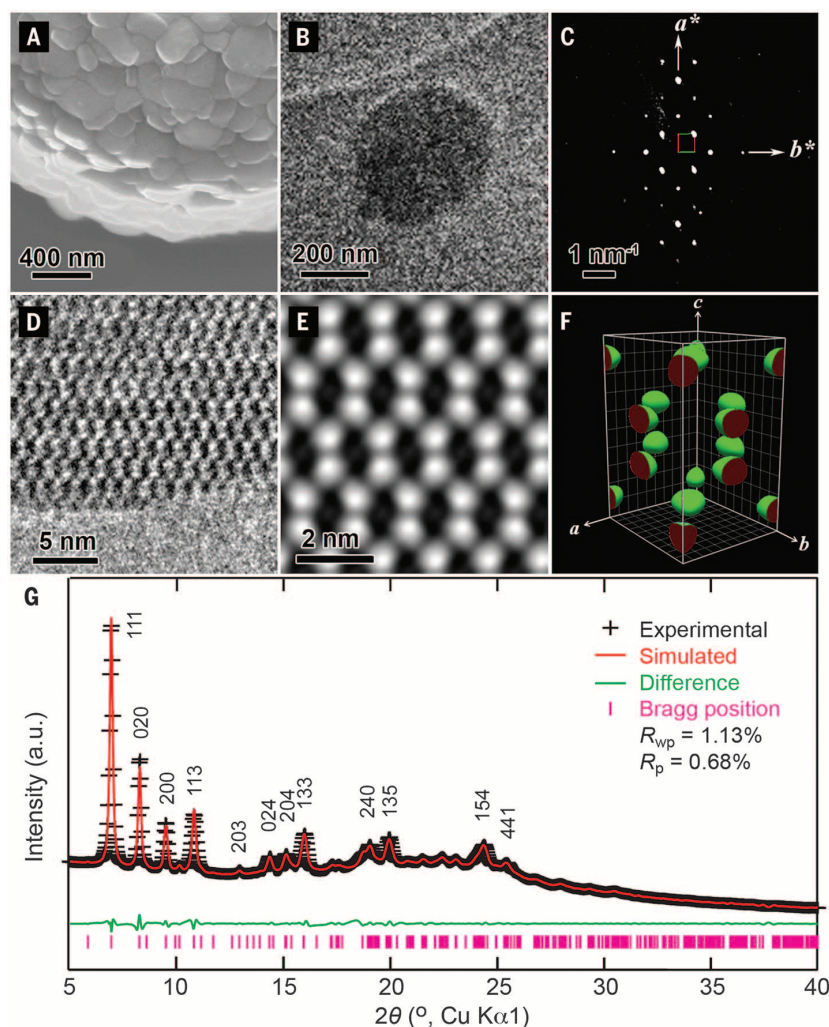 A
400 nm
B
200 nm
C
a*
b*
1 nm-1
D
5 nm
E
2 nm
F
c
a
b
G
111
020
200
113
203
024
204
133
240
135
154
441
Experimental
Simulated
Difference
Bragg position
Rwp = 1.13%
Rp = 0.68%
Intensity (a.u.)
5 10 15 20 25 30 35 40
2θ (°, Cu Kα1)